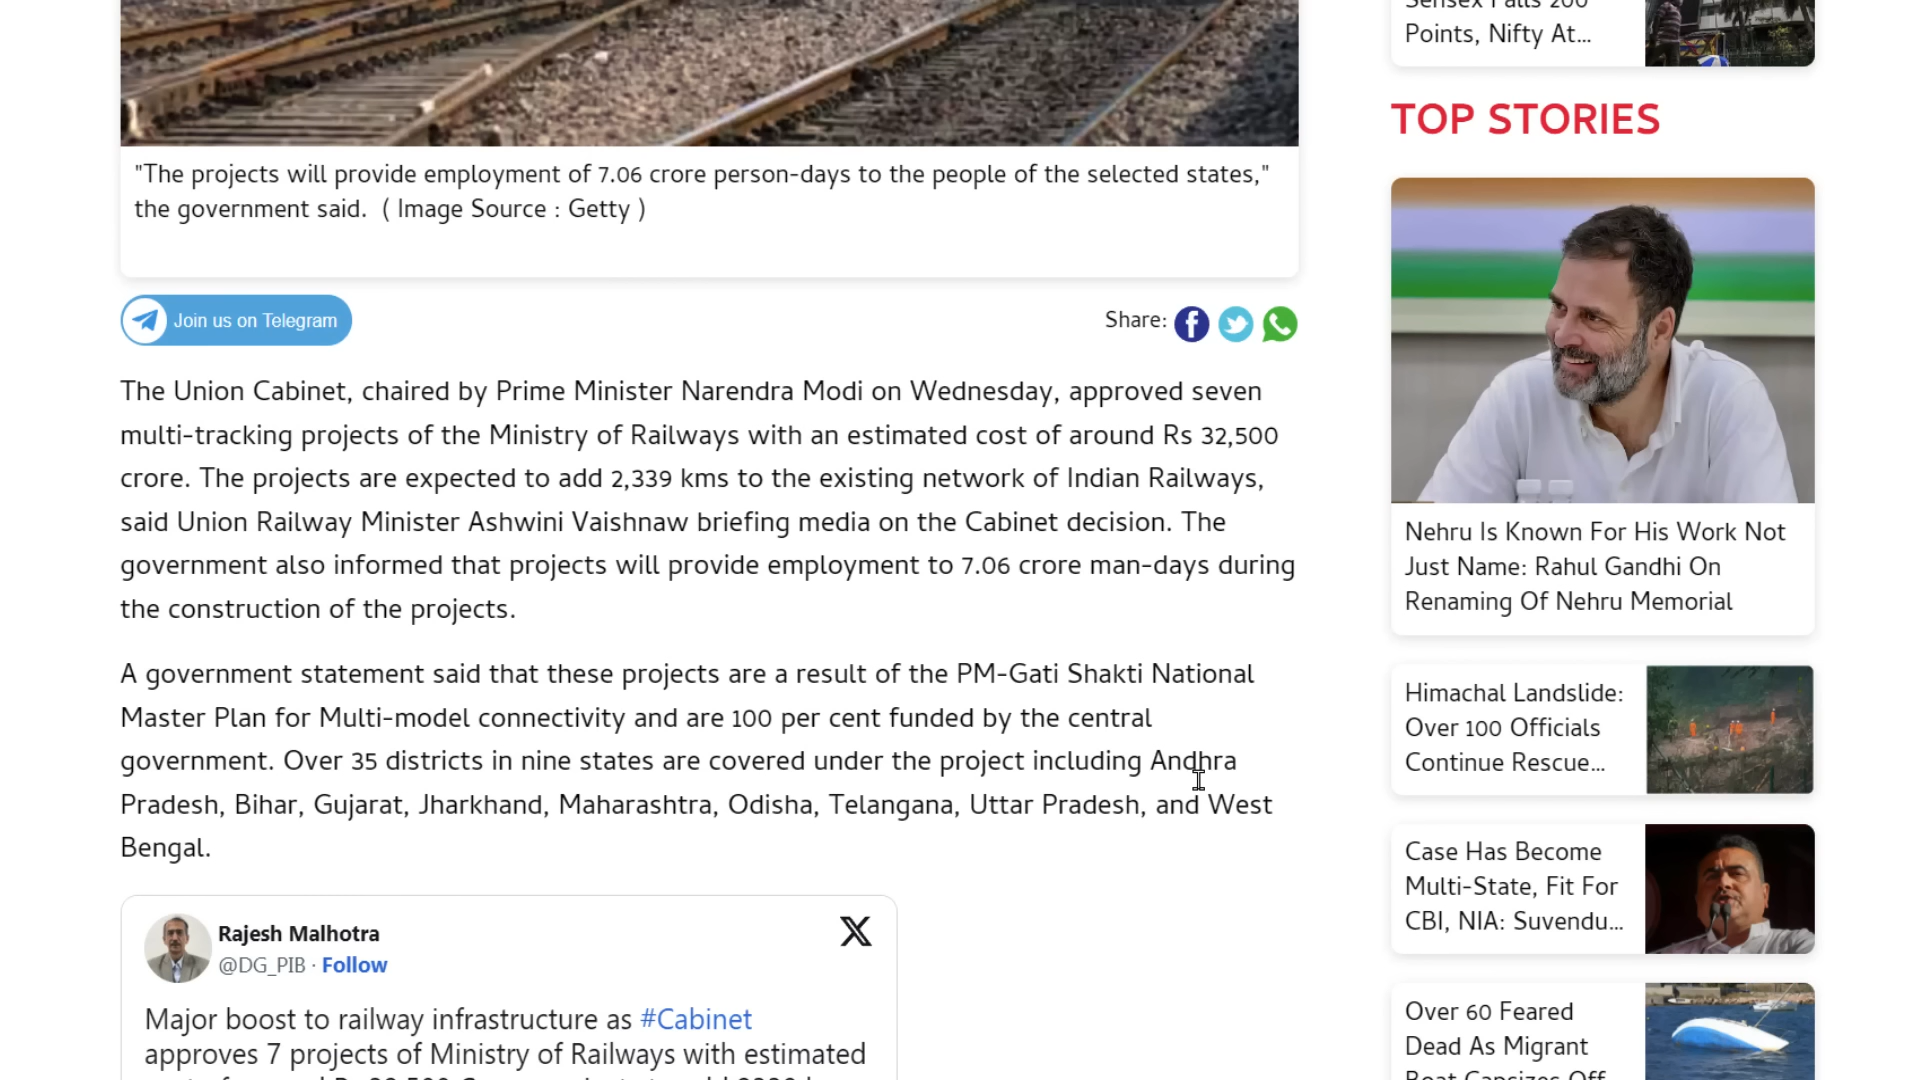 "The projects will provide employment of 7.06 crore person-days to the people of the selected states,"
the government said. ( Image Source : Getty )
Join us on Telegram
Share:
The Union Cabinet, chaired by Prime Minister Narendra Modi on Wednesday, approved seven
multi-tracking projects of the Ministry of Railways with an estimated cost of around Rs 32,500
crore. The projects are expected to add 2,339 kms to the existing network of Indian Railways,
said Union Railway Minister Ashwini Vaishnaw briefing media on the Cabinet decision. The
government also informed that projects will provide employment to 7.06 crore man-days during
the construction of the projects.
A government statement said that these projects are a result of the PM-Gati Shakti National
Master Plan for Multi-model connectivity and are 100 per cent funded by the central
government. Over 35 districts in nine states are covered under the project including Andhra
Pradesh, Bihar, Gujarat, Jharkhand, Maharashtra, Odisha, Telangana, Uttar Pradesh, and West
Bengal.
Rajesh Malhotra
@DG_PIB · Follow
Major boost to railway infrastructure as #Cabinet
approves 7 projects of Ministry of Railways with estimated
Points, Nifty At...
TOP STORIES
Nehru Is Known For His Work Not
Just Name: Rahul Gandhi On
Renaming Of Nehru Memorial
Himachal Landslide:
Over 100 Officials
Continue Rescue...
Case Has Become
Multi-State, Fit For
CBI, NIA: Suvendu...
Over 60 Feared
Dead As Migrant
Boat Capsizes Off